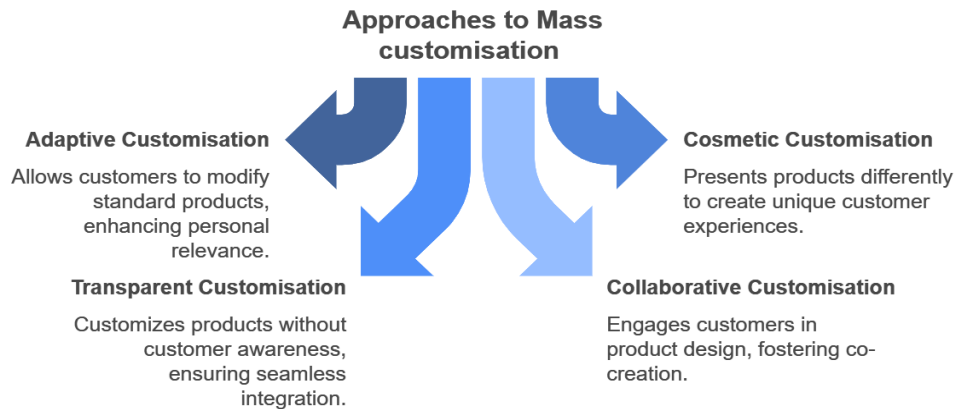 Approaches to Mass
customisation
Adaptive Customisation
Allows customers to modify
standard products,
enhancing personal
relevance.
Cosmetic Customisation
Presents products differently
to create unique customer
experiences.
Transparent Customisation
Customizes products without
customer awareness,
ensuring seamless
integration.
Collaborative Customisation
Engages customers in
product design, fostering co-
creation.